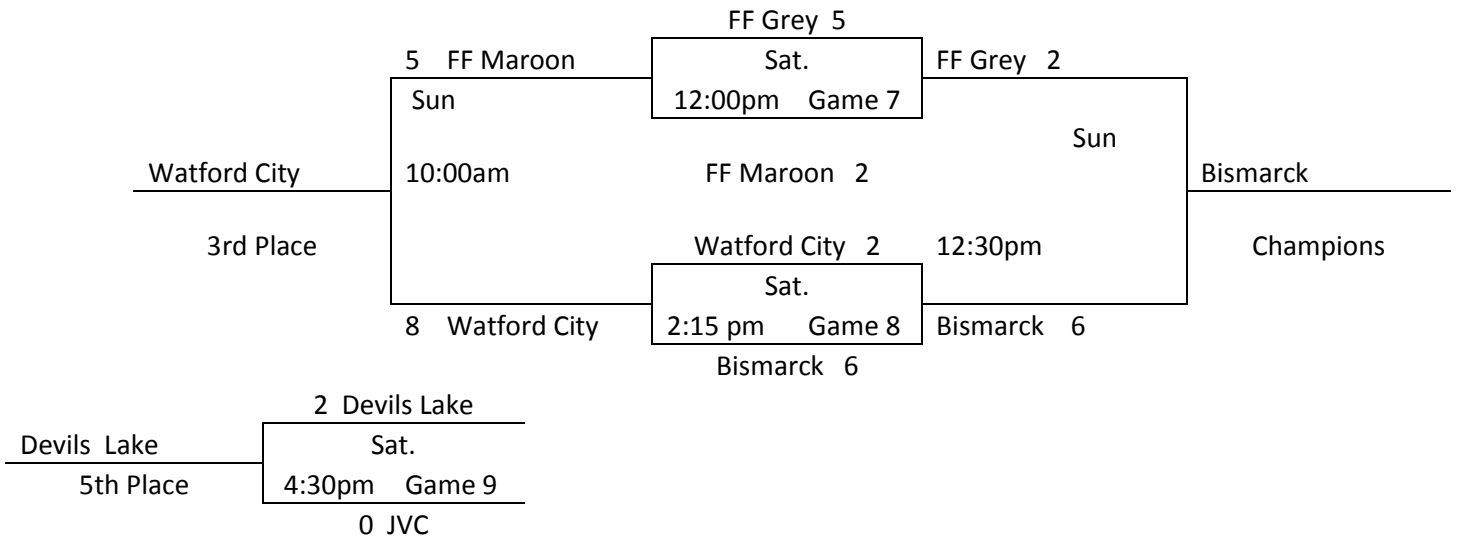 FF Grey 5
5 FF Maroon Sat. FF Grey 2
Sun 12:00pm Game 7
Sun
Watford City 10:00am FF Maroon 2 Bismarck
3rd Place Watford City 2 12:30pm Champions
Sat.
8 Watford City 2:15 pm Game 8 Bismarck 6
Bismarck 6
2 Devils Lake
Devils Lake Sat.
5th Place 4:30pm Game 9
0 JVC